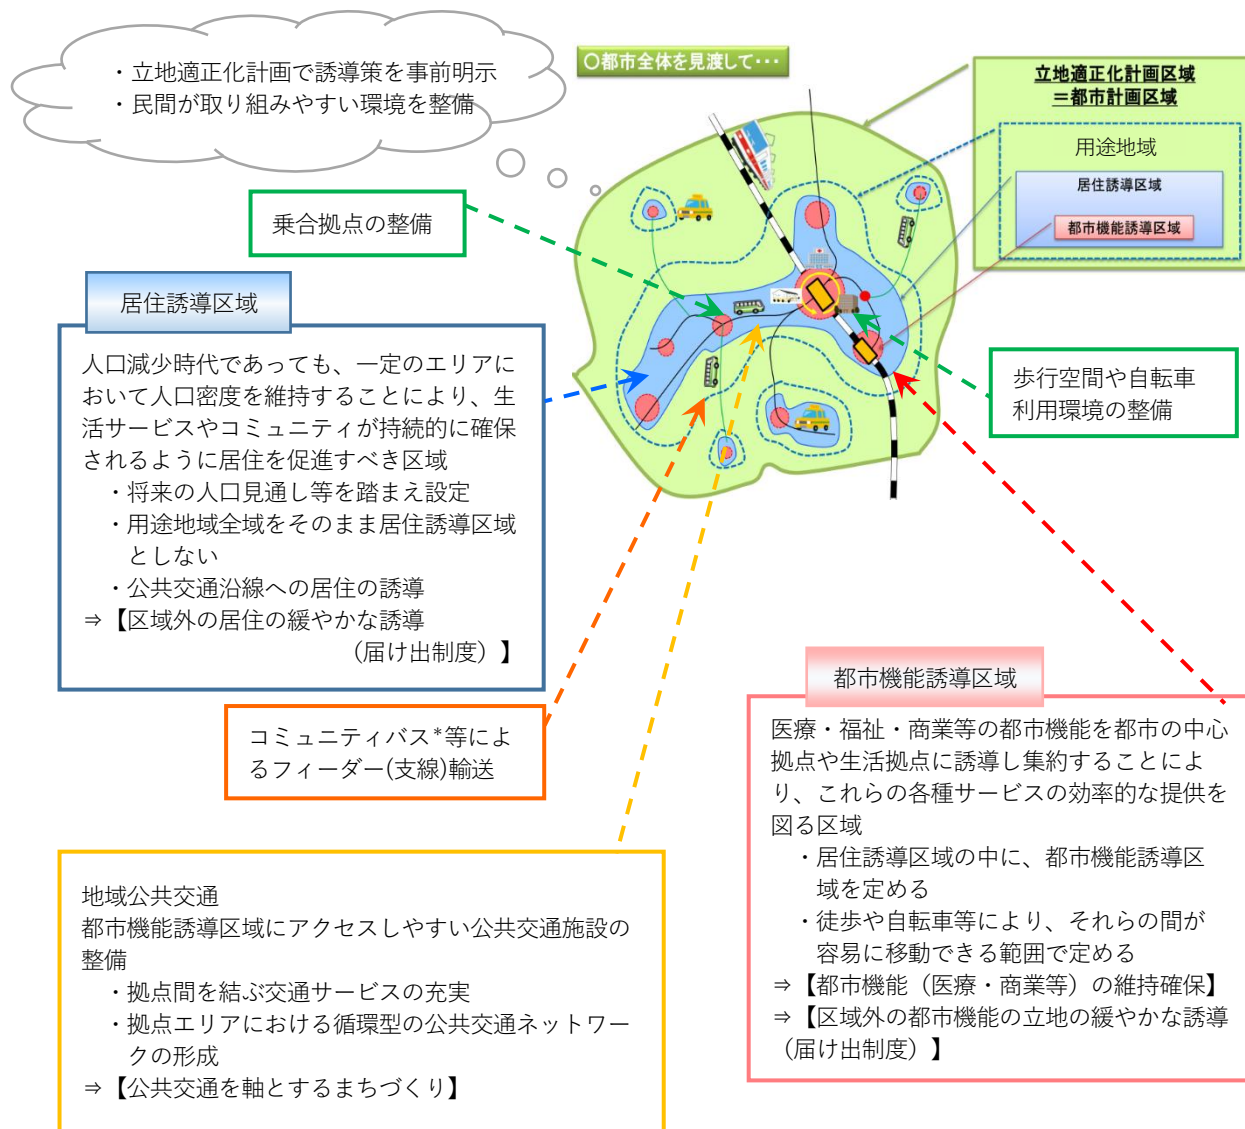 ・立地適正化計画で誘導策を事前明示
・民間が取り組みやすい環境を整備
〇都市全体を見渡して・・・
立地適正化計画区域
＝都市計画区域
用途地域
居住誘導区域
都市機能誘導区域
乗合拠点の整備
居住誘導区域
人口減少時代であっても、一定のエリアに
おいて人口密度を維持することにより、生
活サービスやコミュニティが持続的に確保
されるように居住を促進すべき区域
・将来の人口見通し等を踏まえ設定
・用途地域全域をそのまま居住誘導区域
としない
・公共交通沿線への居住の誘導
⇒【区域外の居住の緩やかな誘導
（届け出制度）】
歩行空間や自転車
利用環境の整備
コミュニティバス*等によ
るフィーダー(支線)輸送
都市機能誘導区域
医療・福祉・商業等の都市機能を都市の中心
拠点や生活拠点に誘導し集約することによ
り、これらの各種サービスの効率的な提供を
図る区域
・居住誘導区域の中に、都市機能誘導区
域を定める
・徒歩や自転車等により、それらの間が
容易に移動できる範囲で定める
⇒【都市機能（医療・商業等）の維持確保】
⇒【区域外の都市機能の立地の緩やかな誘導
（届け出制度）】
地域公共交通
都市機能誘導区域にアクセスしやすい公共交通施設の
整備
・拠点間を結ぶ交通サービスの充実
・拠点エリアにおける循環型の公共交通ネットワー
クの形成
⇒【公共交通を軸とするまちづくり】